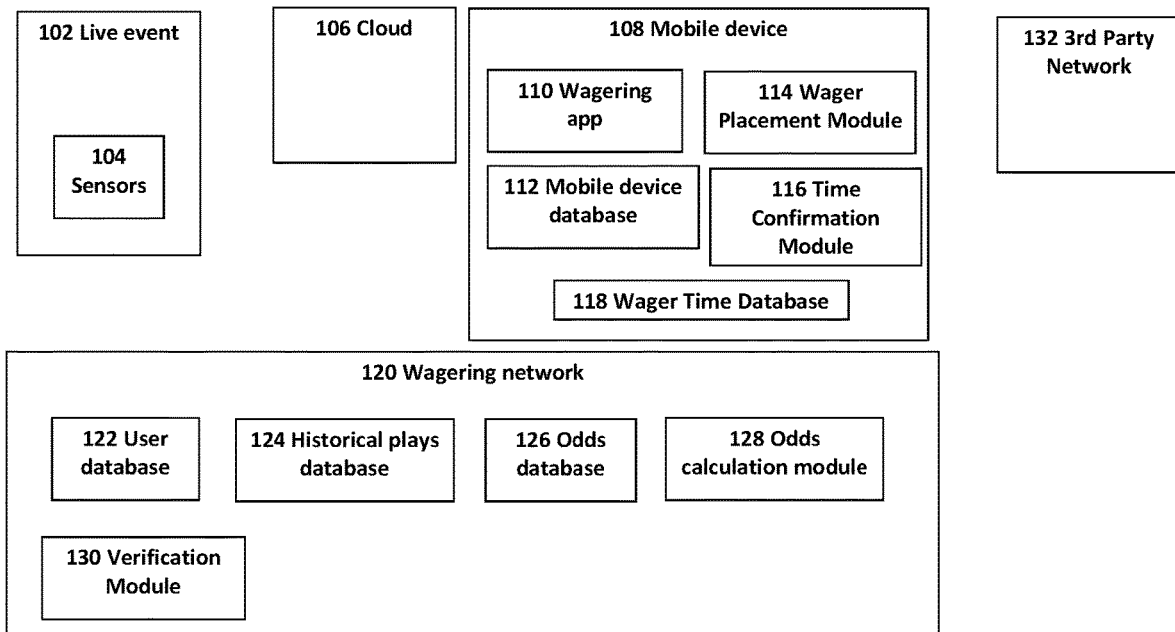 102 Live event
104
Sensors
106 Cloud
108 Mobile device
110 Wagering
app
114 Wager
Placement Module
112 Mobile device
database
116 Time
Confirmation
Module
118 Wager Time Database
132 3rd Party
Network
120 Wagering network
122 User
database
124 Historical plays
database
126 Odds
database
128 Odds
calculation module
130 Verification
Module